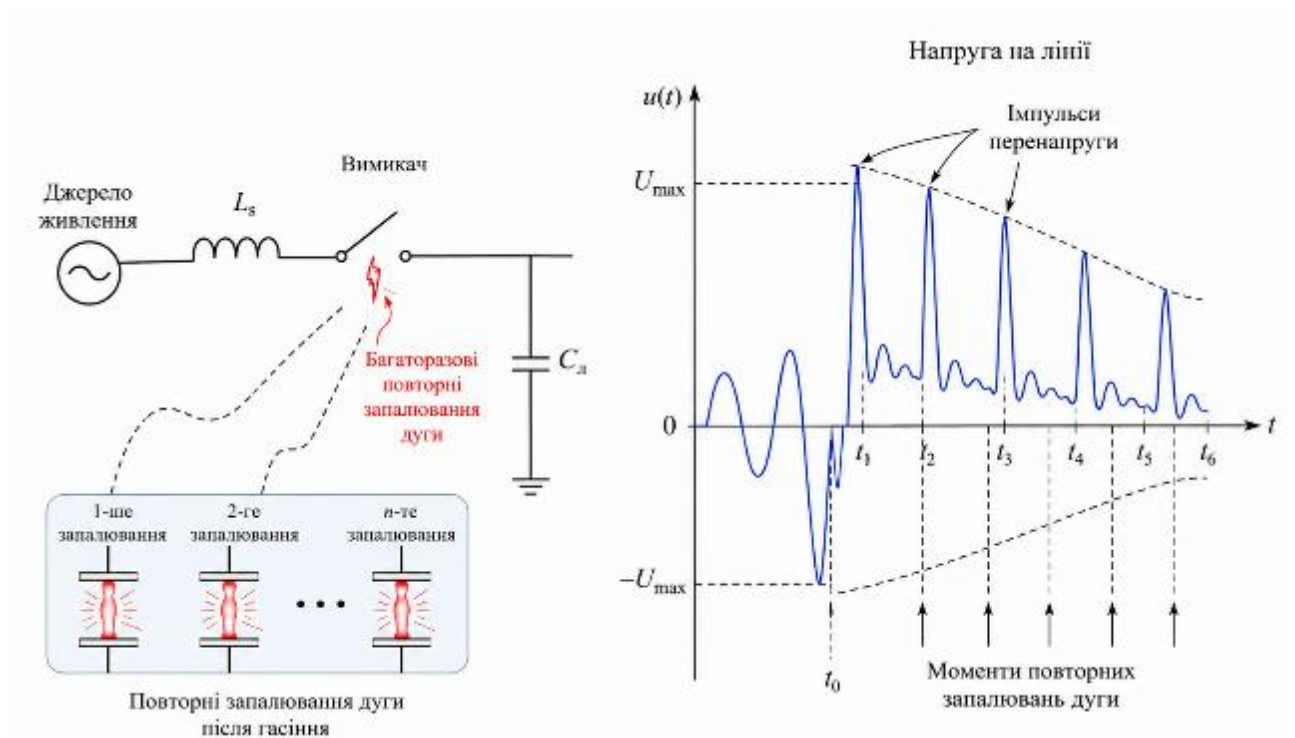 Вимикач
Джерело
живлення
Lₛ
Багаторазові
повторні
запалювання
дуги
Cл
1-ше
запалювання
2-ге
запалювання
n-те
запалювання
Повторні запалювання дуги
після гасіння
Напруга на лінії
u(t)
Імпульси
перенапруги
Umax
0
t₁
t₂
t₃
t₄
t₅
t₆
t
–Umax
t₀
Моменти повторних
запалювань дуги